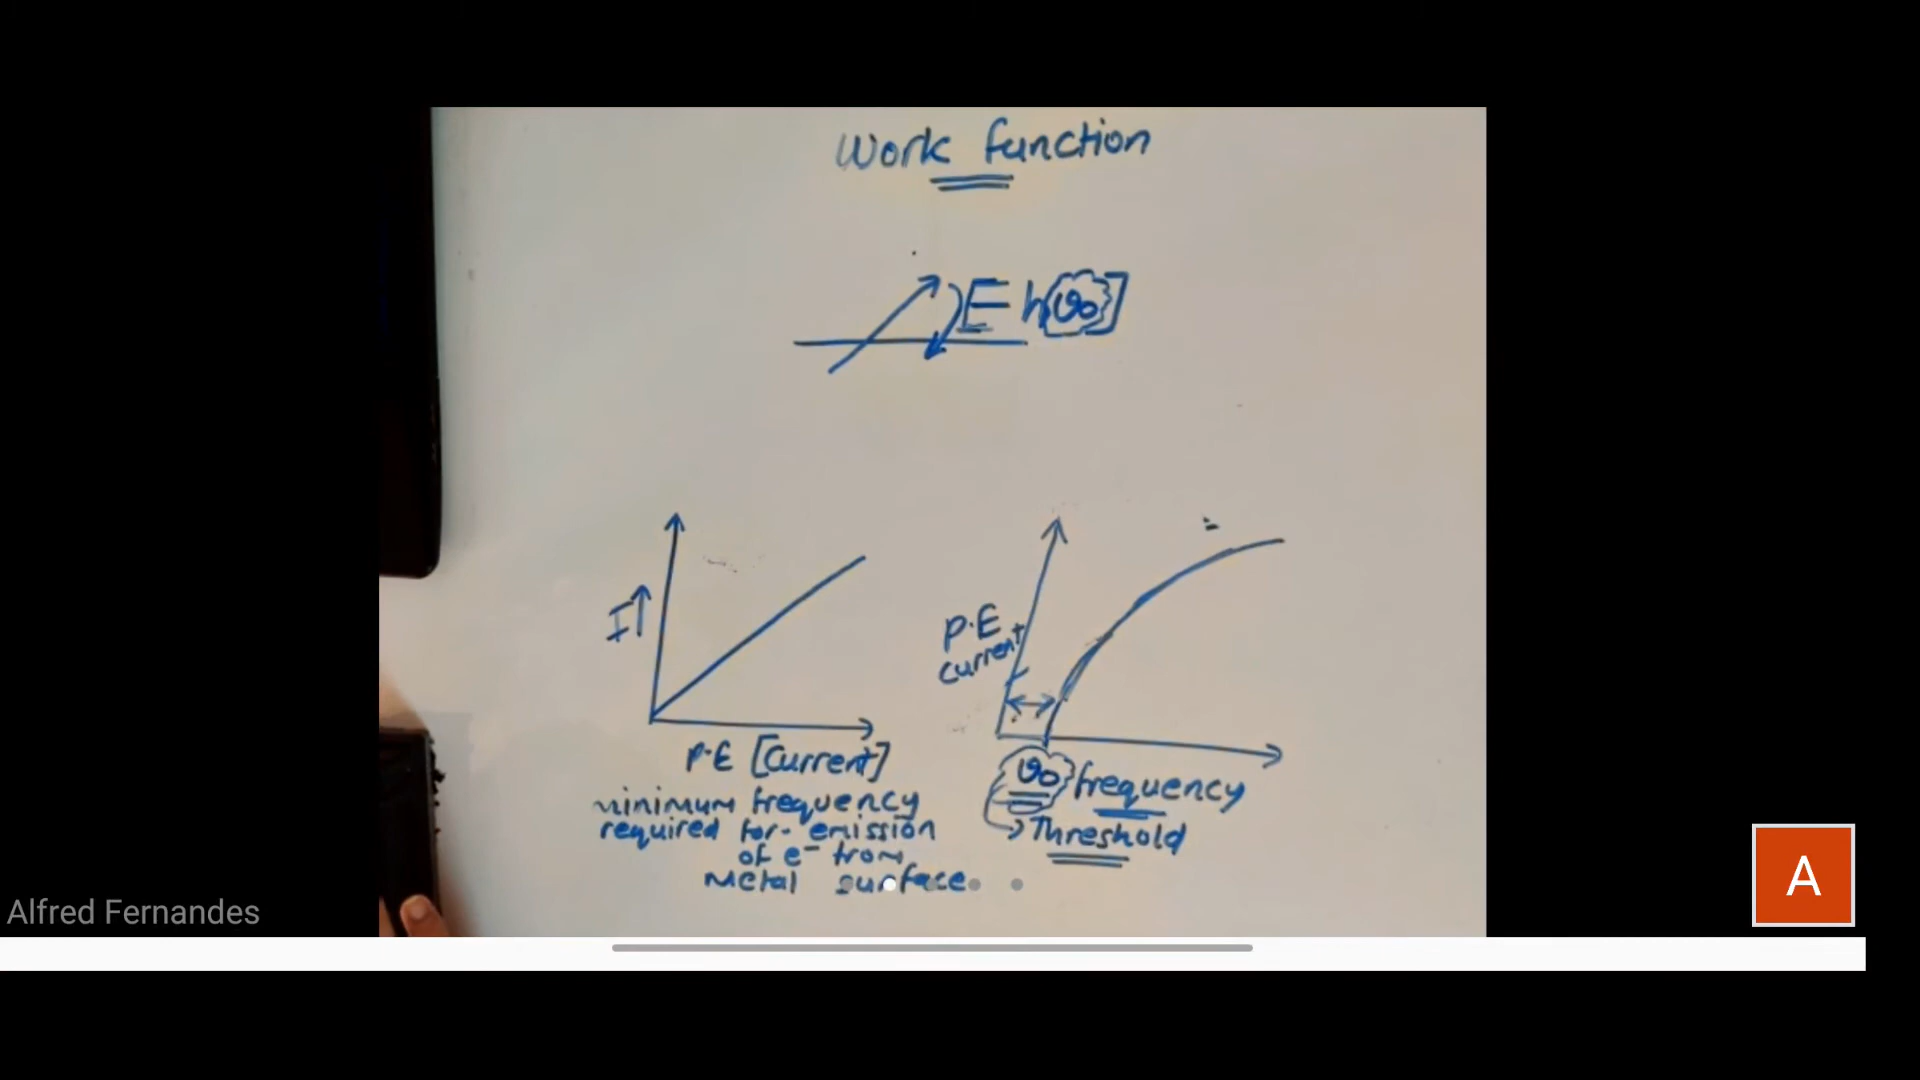 Work function
E h[ν₀]
I↑
P.E [Current]
minimum frequency
required for emission
of e⁻ from
Metal surface
P.E
current
ν₀ frequency
Threshold
Alfred Fernandes
A